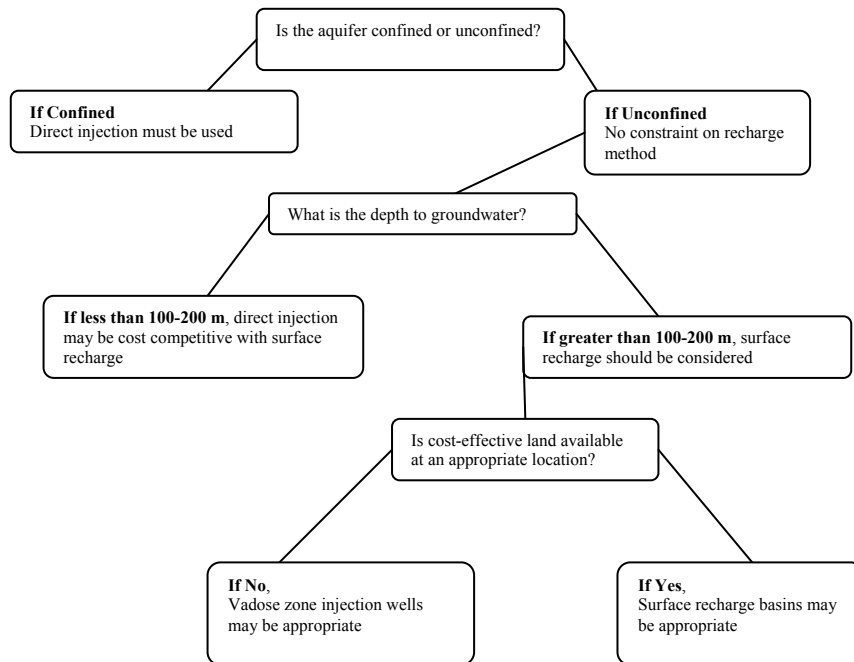 Is the aquifer confined or unconfined?
If Confined
Direct injection must be used
If Unconfined
No constraint on recharge
method
What is the depth to groundwater?
If less than 100-200 m, direct injection
may be cost competitive with surface
recharge
If greater than 100-200 m, surface
recharge should be considered
Is cost-effective land available
at an appropriate location?
If No,
Vadose zone injection wells
may be appropriate
If Yes,
Surface recharge basins may
be appropriate